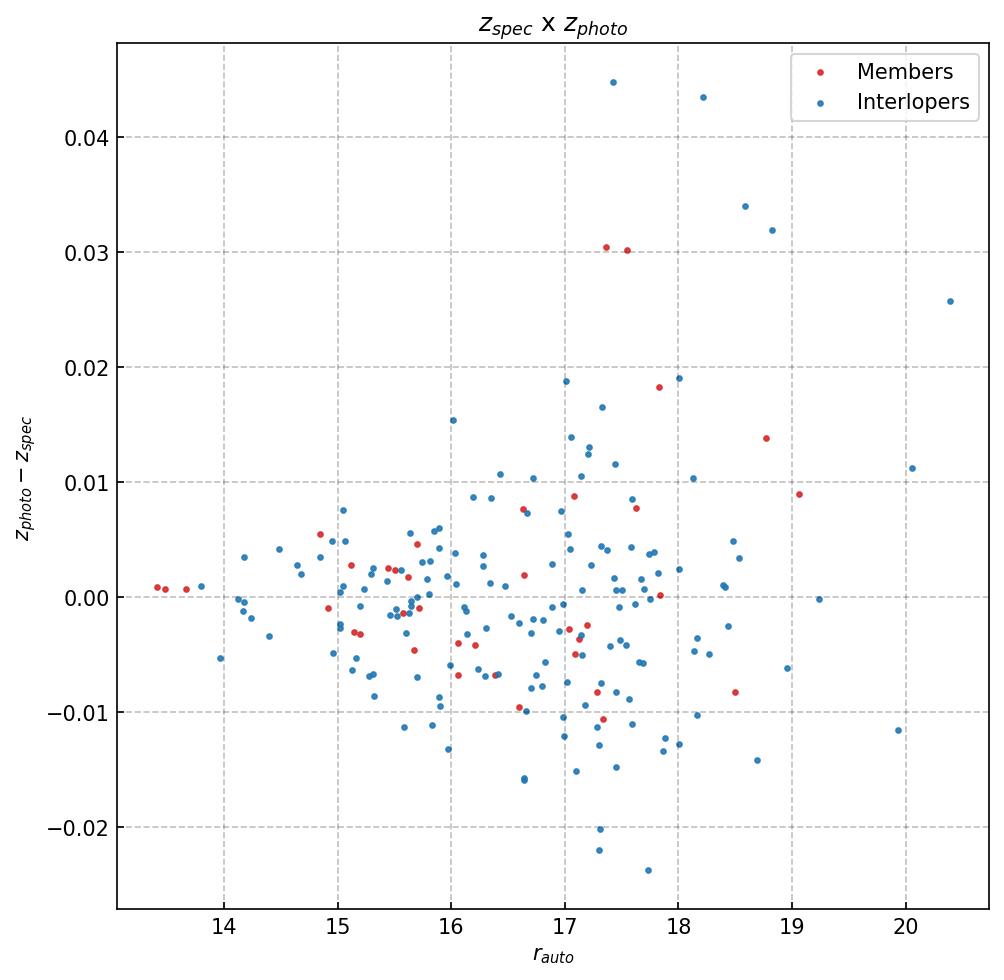 z_spec x z_photo
Members
Interlopers
0.04
0.03
0.02
0.01
0.00
−0.01
−0.02
z_photo − z_spec
14 15 16 17 18 19 20
r_auto